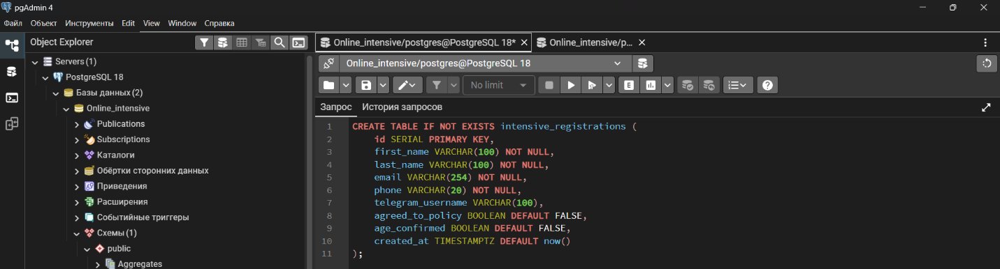 pgAdmin 4
Файл Объект Инструменты Edit View Window Справка
Object Explorer
Servers (1)
PostgreSQL 18
Базы данных (2)
Online_intensive
Publications
Subscriptions
Каталоги
Обёртки сторонних данных
Приведения
Расширения
Событийные триггеры
Схемы (1)
public
Aggregates
Online_intensive/postgres@PostgreSQL 18* Online_intensive/p...
Online_intensive/postgres@PostgreSQL 18
No limit E
Запрос История запросов
1 CREATE TABLE IF NOT EXISTS intensive_registrations (
2 id SERIAL PRIMARY KEY,
3 first_name VARCHAR(100) NOT NULL,
4 last_name VARCHAR(100) NOT NULL,
5 email VARCHAR(254) NOT NULL,
6 phone VARCHAR(20) NOT NULL,
7 telegram_username VARCHAR(100),
8 agreed_to_policy BOOLEAN DEFAULT FALSE,
9 age_confirmed BOOLEAN DEFAULT FALSE,
10 created_at TIMESTAMPTZ DEFAULT now()
11 );